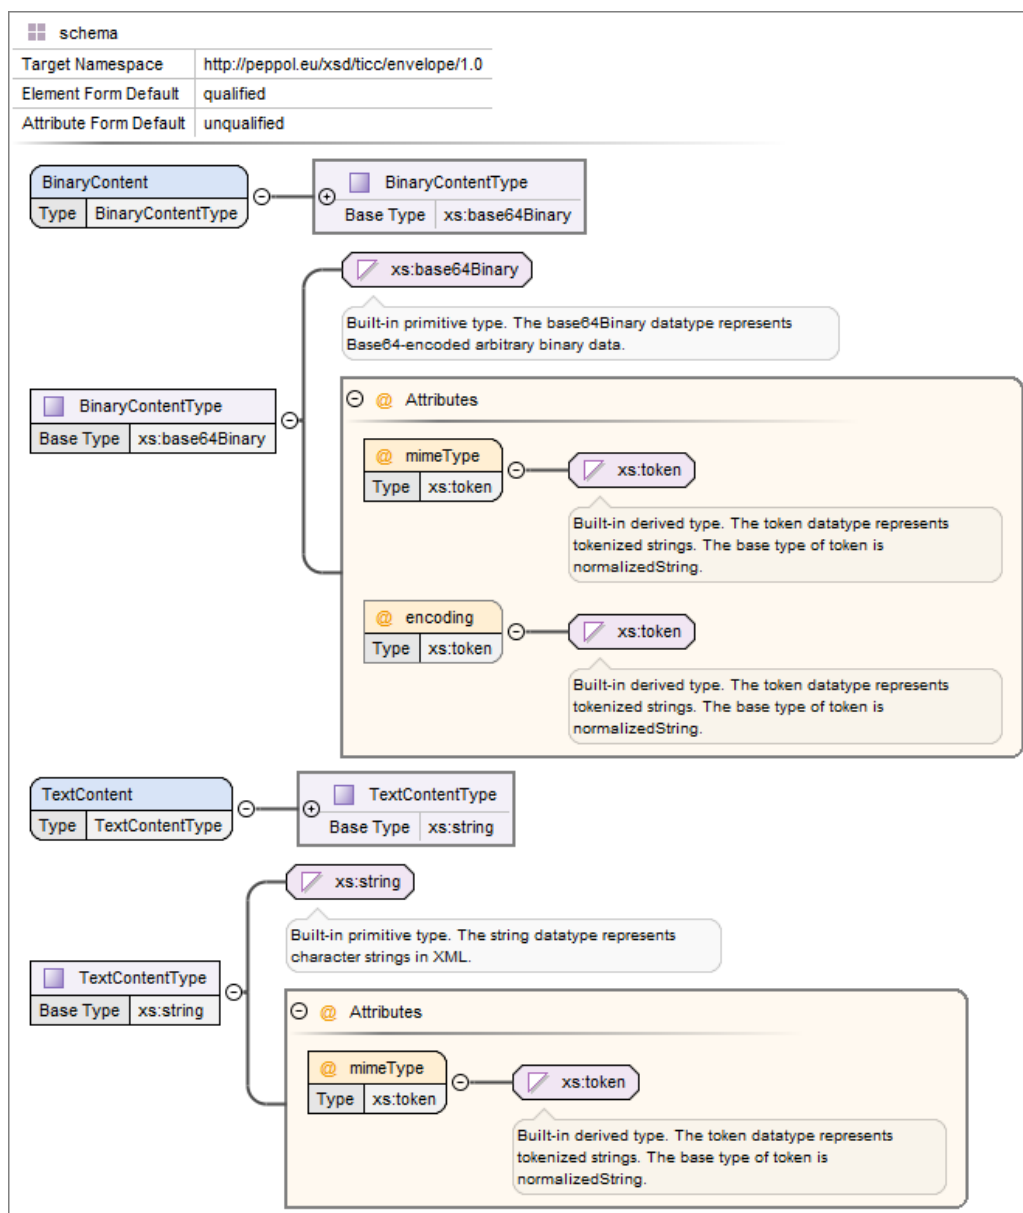 schema
Target Namespace http://peppol.eu/xsd/ticc/envelope/1.0
Element Form Default qualified
Attribute Form Default unqualified
BinaryContent
Type BinaryContentType
BinaryContentType
Base Type xs:base64Binary
xs:base64Binary
Built-in primitive type. The base64Binary datatype represents
Base64-encoded arbitrary binary data.
BinaryContentType
Base Type xs:base64Binary
@ Attributes
@ mimeType
Type xs:token
xs:token
Built-in derived type. The token datatype represents
tokenized strings. The base type of token is
normalizedString.
@ encoding
Type xs:token
xs:token
Built-in derived type. The token datatype represents
tokenized strings. The base type of token is
normalizedString.
TextContent
Type TextContentType
TextContentType
Base Type xs:string
xs:string
Built-in primitive type. The string datatype represents
character strings in XML.
TextContentType
Base Type xs:string
@ Attributes
@ mimeType
Type xs:token
xs:token
Built-in derived type. The token datatype represents
tokenized strings. The base type of token is
normalizedString.